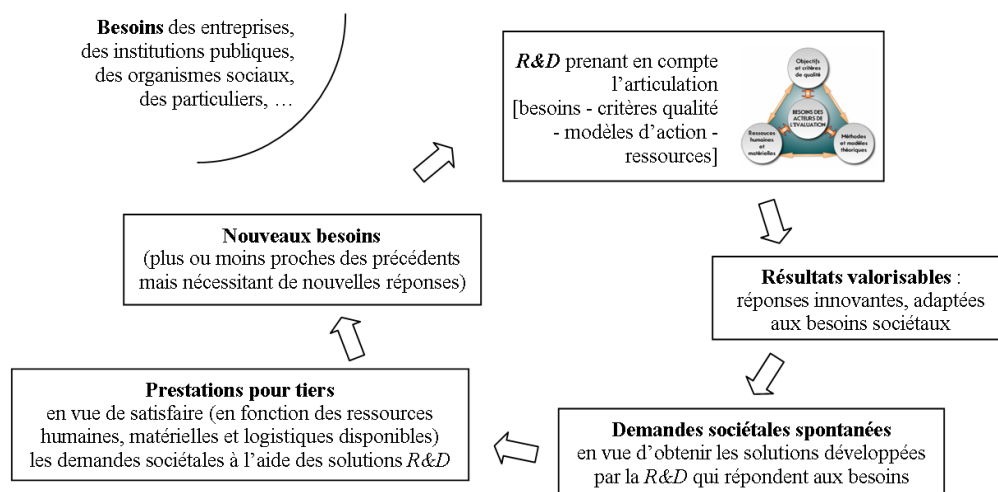 Besoins des entreprises,
des institutions publiques,
des organismes sociaux,
des particuliers, …
R&D prenant en compte
l’articulation
[besoins - critères qualité
- modèles d’action -
ressources]
Objectifs
et critères
de qualité
BESOINS DES
ACTEURS DE
L'ÉVALUATION
Ressources
humaines
et
matérielles
Méthodes
et modèles
théoriques
Résultats valorisables :
réponses innovantes, adaptées
aux besoins sociétaux
Demandes sociétales spontanées
en vue d’obtenir les solutions développées
par la R&D qui répondent aux besoins
Prestations pour tiers
en vue de satisfaire (en fonction des ressources
humaines, matérielles et logistiques disponibles)
les demandes sociétales à l’aide des solutions R&D
Nouveaux besoins
(plus ou moins proches des précédents
mais nécessitant de nouvelles réponses)